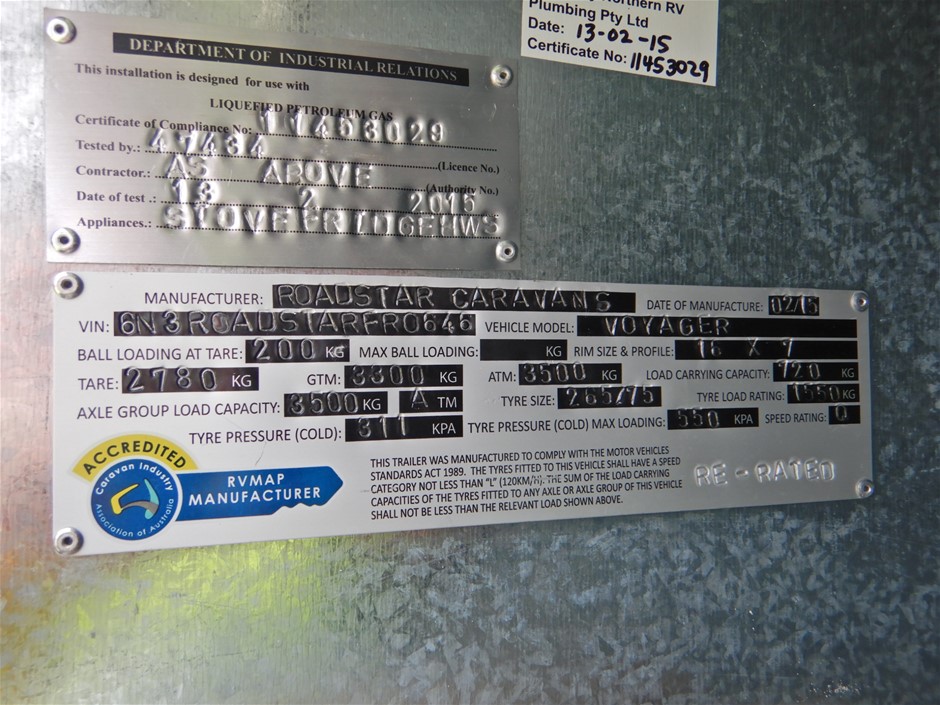 Northern RV
Plumbing Pty Ltd
Date: 13-02-15
Certificate No: 11453029
DEPARTMENT OF INDUSTRIAL RELATIONS
This installation is designed for use with
LIQUEFIED PETROLEUM GAS
Certificate of Compliance No: 11453029
Tested by.: 47434 (Licence No.)
Contractor.: AS ABOVE (Authority No.)
Date of test .: 13 2 2015
Appliances.: STOVE FRIDGE HWS
MANUFACTURER: ROADSTAR CARAVANS DATE OF MANUFACTURE: 02/15
VIN: 6N3ROADSTARFRO646 VEHICLE MODEL: VOYAGER
BALL LOADING AT TARE: 200 KG MAX BALL LOADING: KG RIM SIZE & PROFILE: 16 X 7
TARE: 2780 KG GTM: 3300 KG ATM: 3500 KG LOAD CARRYING CAPACITY: 720 KG
AXLE GROUP LOAD CAPACITY: 3500 KG A TM TYRE SIZE: 265/75 TYRE LOAD RATING: 1550 KG
TYRE PRESSURE (COLD): 311 KPA TYRE PRESSURE (COLD) MAX LOADING: 550 KPA SPEED RATING: Q
ACCREDITED
Caravan Industry
Association of Australia
RVMAP
MANUFACTURER
THIS TRAILER WAS MANUFACTURED TO COMPLY WITH THE MOTOR VEHICLES
STANDARDS ACT 1989. THE TYRES FITTED TO THIS VEHICLE SHALL HAVE A SPEED
CATEGORY NOT LESS THAN "L" (120KM/H). THE SUM OF THE LOAD CARRYING
CAPACITIES OF THE TYRES FITTED TO ANY AXLE OR AXLE GROUP OF THIS VEHICLE
SHALL NOT BE LESS THAN THE RELEVANT LOAD SHOWN ABOVE.
RE-RATED